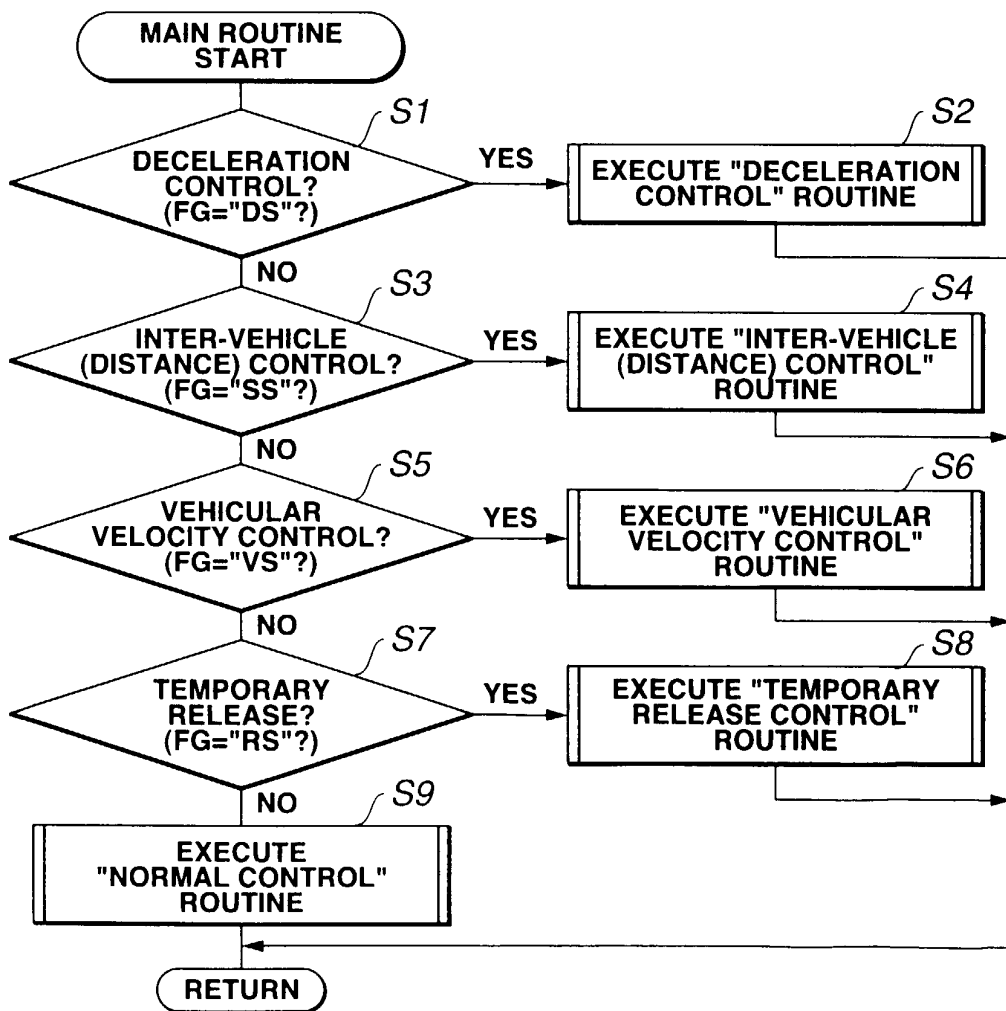 MAIN ROUTINE
START
S1
DECELERATION
CONTROL?
(FG="DS"?)
YES
S2
EXECUTE "DECELERATION
CONTROL" ROUTINE
NO
S3
INTER-VEHICLE
(DISTANCE) CONTROL?
(FG="SS"?)
YES
S4
EXECUTE "INTER-VEHICLE
(DISTANCE) CONTROL"
ROUTINE
NO
S5
VEHICULAR
VELOCITY CONTROL?
(FG="VS"?)
YES
S6
EXECUTE "VEHICULAR
VELOCITY CONTROL"
ROUTINE
NO
S7
TEMPORARY
RELEASE?
(FG="RS"?)
YES
S8
EXECUTE "TEMPORARY
RELEASE CONTROL"
ROUTINE
NO
S9
EXECUTE
"NORMAL CONTROL"
ROUTINE
RETURN